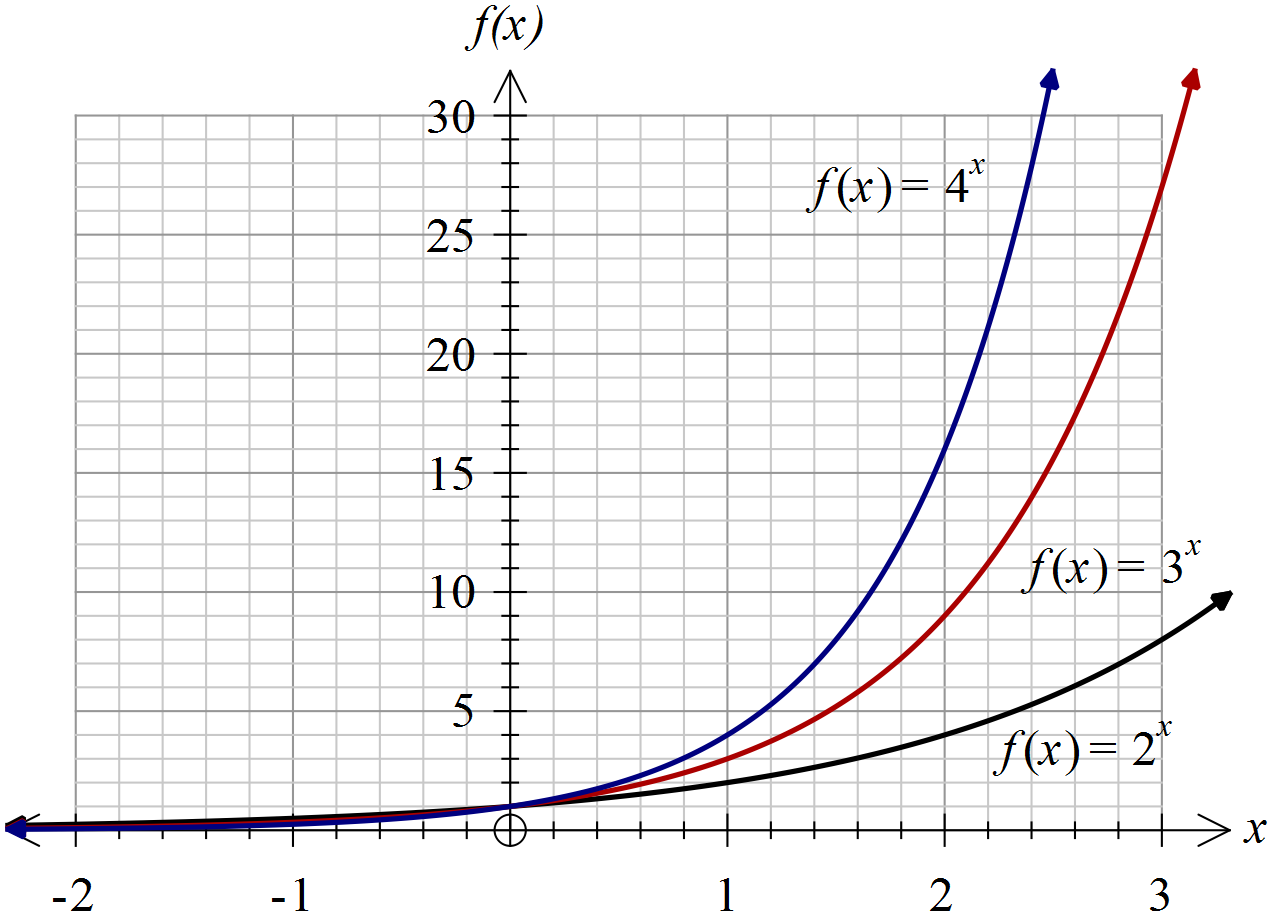 f(x)
30
f(x) = 4^x
25
20
15
f(x) = 3^x
10
5
f(x) = 2^x
x
-2 -1 1 2 3